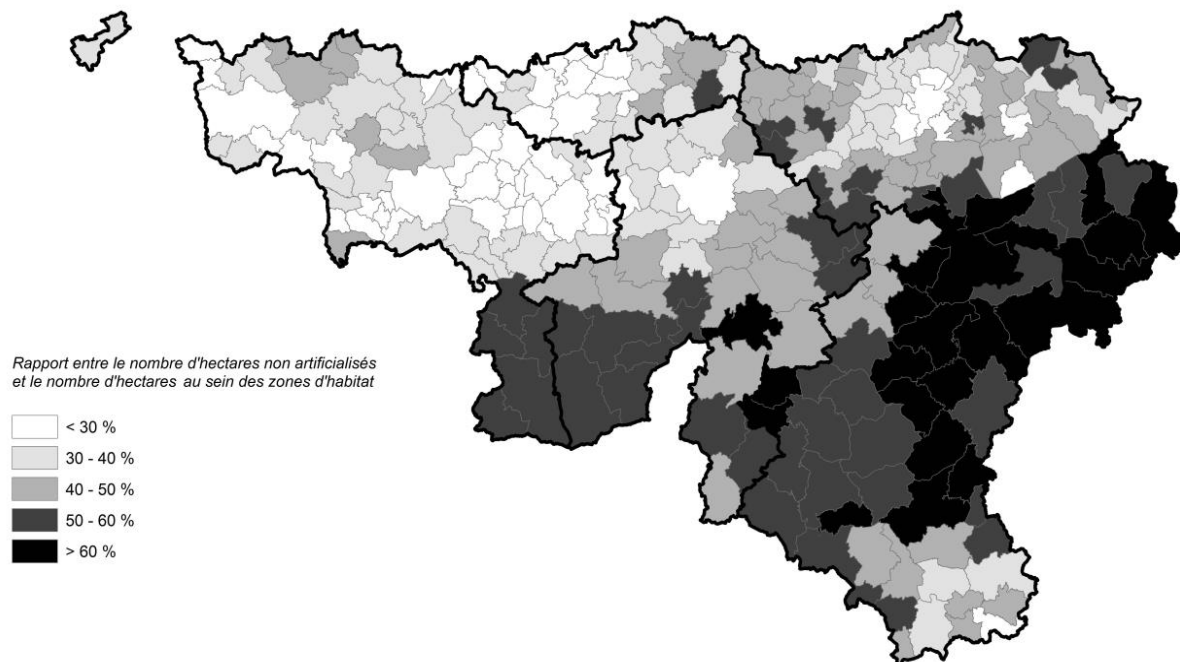 Rapport entre le nombre d'hectares non artificialisés
et le nombre d'hectares au sein des zones d'habitat
< 30 %
30 - 40 %
40 - 50 %
50 - 60 %
> 60 %